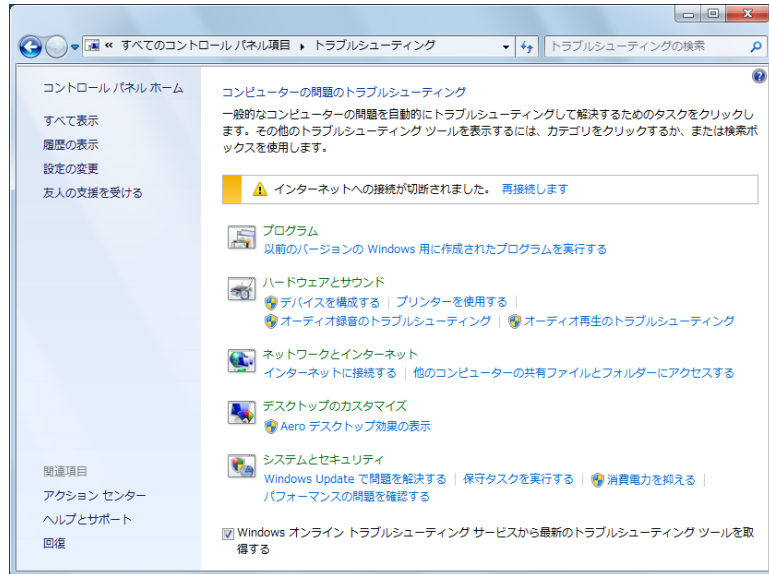 « すべてのコントロール パネル項目 ▸ トラブルシューティング
トラブルシューティングの検索
コントロール パネル ホーム
すべて表示
履歴の表示
設定の変更
友人の支援を受ける
コンピューターの問題のトラブルシューティング
一般的なコンピューターの問題を自動的にトラブルシューティングして解決するためのタスクをクリックし
ます。その他のトラブルシューティング ツールを表示するには、カテゴリをクリックするか、または検索ボ
ックスを使用します。
インターネットへの接続が切断されました。 再接続します
プログラム
以前のバージョンの Windows 用に作成されたプログラムを実行する
ハードウェアとサウンド
デバイスを構成する | プリンターを使用する |
オーディオ録音のトラブルシューティング | オーディオ再生のトラブルシューティング
ネットワークとインターネット
インターネットに接続する | 他のコンピューターの共有ファイルとフォルダーにアクセスする
デスクトップのカスタマイズ
Aero デスクトップ効果の表示
システムとセキュリティ
Windows Update で問題を解決する | 保守タスクを実行する | 消費電力を抑える |
パフォーマンスの問題を確認する
Windows オンライン トラブルシューティング サービスから最新のトラブルシューティング ツールを取
得する
関連項目
アクション センター
ヘルプとサポート
回復